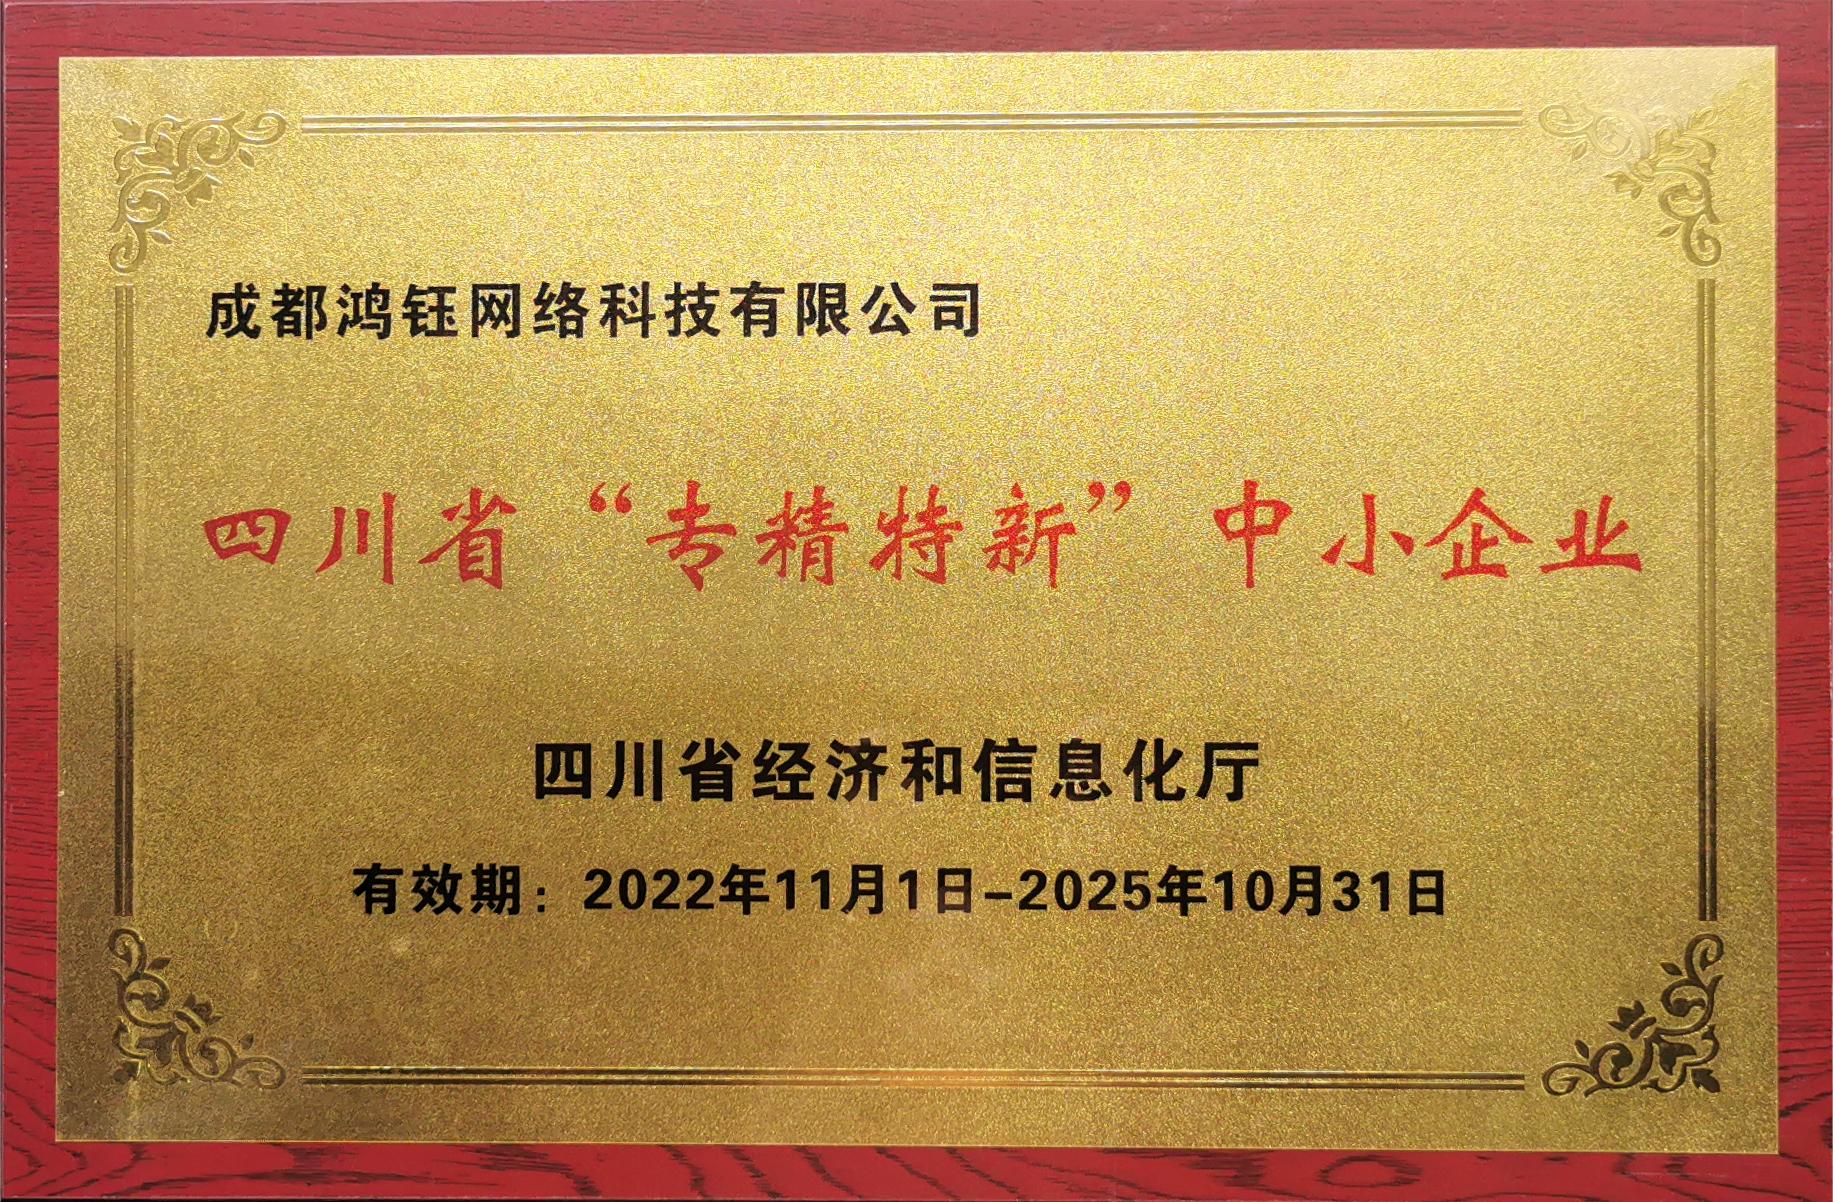 成都鸿钰网络科技有限公司
四川省“专精特新”中小企业
四川省经济和信息化厅
有效期：2022年11月1日-2025年10月31日